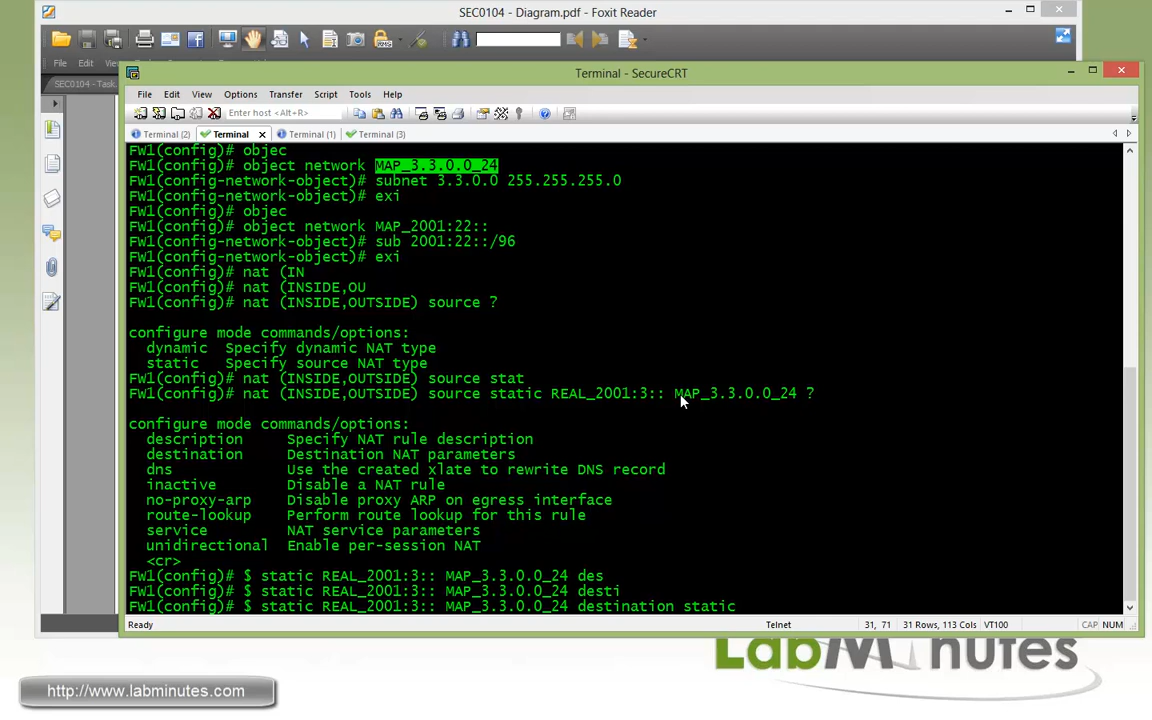 SEC0104 - Diagram.pdf - Foxit Reader
File Edit
SEC0104 - Task
Terminal - SecureCRT
File Edit View Options Transfer Script Tools Help
Enter host <Alt+R>
Terminal (2) Terminal Terminal (1) Terminal (3)
FW1(config)# objec
FW1(config)# object network MAP_3.3.0.0_24
FW1(config-network-object)# subnet 3.3.0.0 255.255.255.0
FW1(config-network-object)# exi
FW1(config)# objec
FW1(config)# object network MAP_2001:22::
FW1(config-network-object)# sub 2001:22::/96
FW1(config-network-object)# exi
FW1(config)# nat (IN
FW1(config)# nat (INSIDE,OU
FW1(config)# nat (INSIDE,OUTSIDE) source ?
configure mode commands/options:
dynamic Specify dynamic NAT type
static Specify source NAT type
FW1(config)# nat (INSIDE,OUTSIDE) source stat
FW1(config)# nat (INSIDE,OUTSIDE) source static REAL_2001:3:: MAP_3.3.0.0_24 ?
configure mode commands/options:
description Specify NAT rule description
destination Destination NAT parameters
dns Use the created xlate to rewrite DNS record
inactive Disable a NAT rule
no-proxy-arp Disable proxy ARP on egress interface
route-lookup Perform route lookup for this rule
service NAT service parameters
unidirectional Enable per-session NAT
<cr>
FW1(config)# $ static REAL_2001:3:: MAP_3.3.0.0_24 des
FW1(config)# $ static REAL_2001:3:: MAP_3.3.0.0_24 desti
FW1(config)# $ static REAL_2001:3:: MAP_3.3.0.0_24 destination static
Ready Telnet 31, 71 31 Rows, 113 Cols VT100 CAP NUM
LabMinutes
http://www.labminutes.com